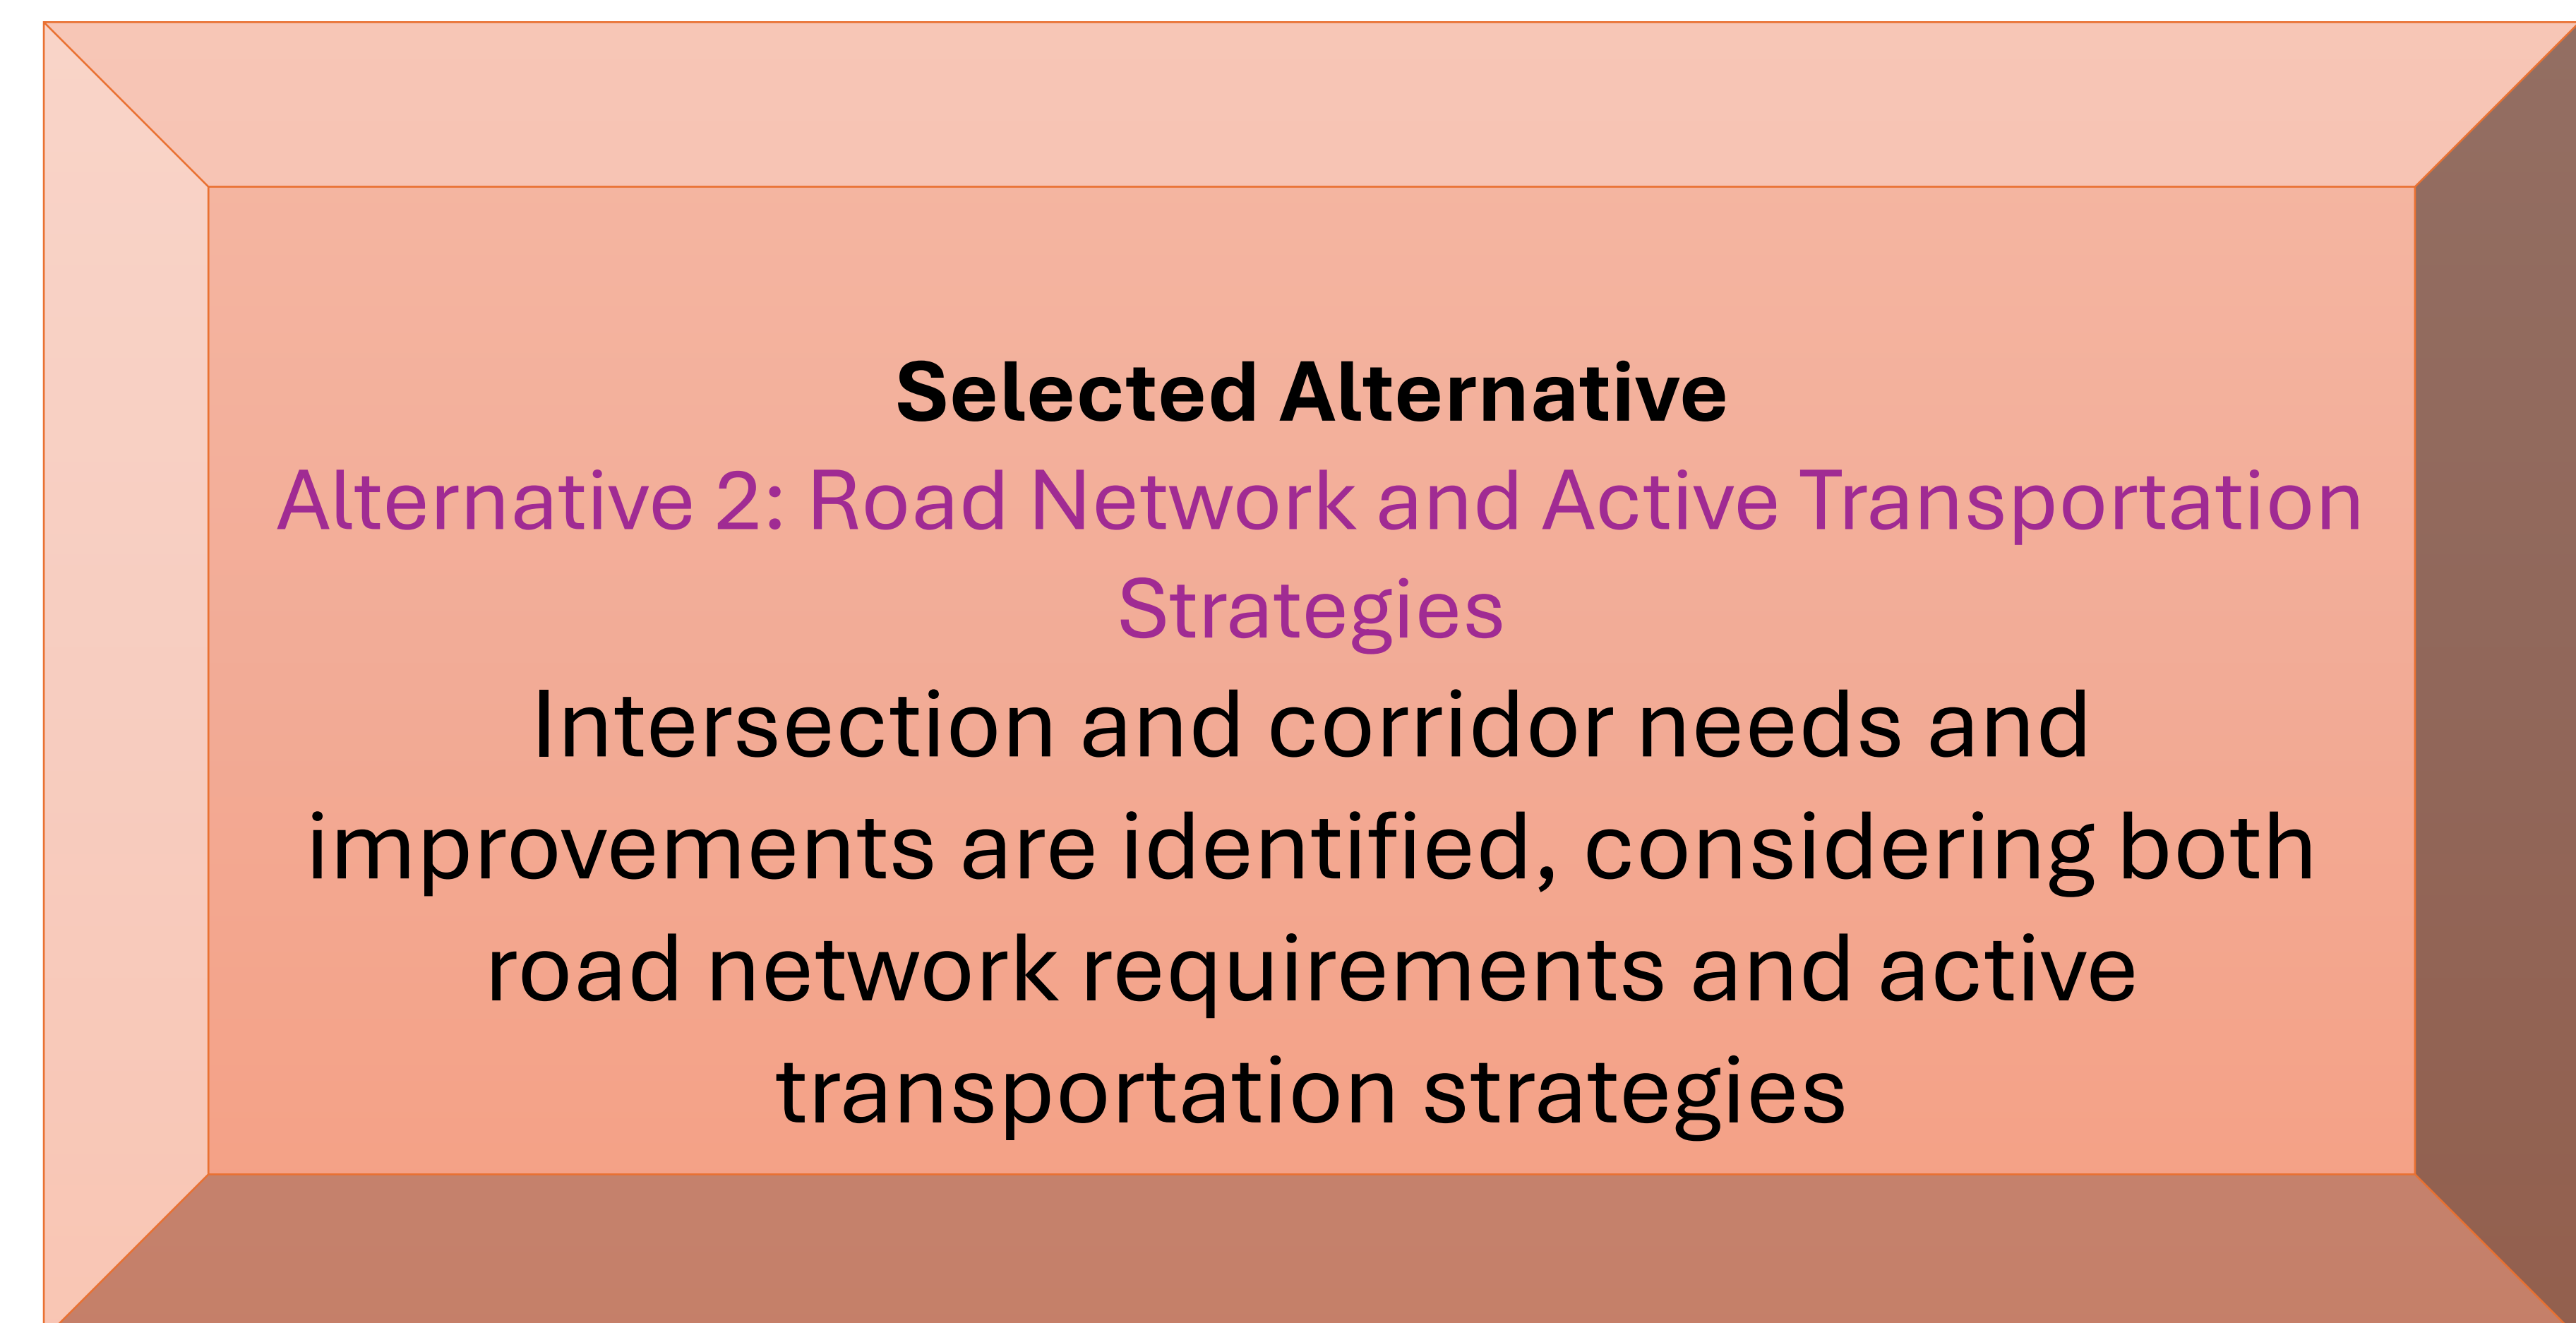 Selected Alternative
Alternative 2: Road Network and Active Transportation
Strategies
Intersection and corridor needs and
improvements are identified, considering both
road network requirements and active
transportation strategies